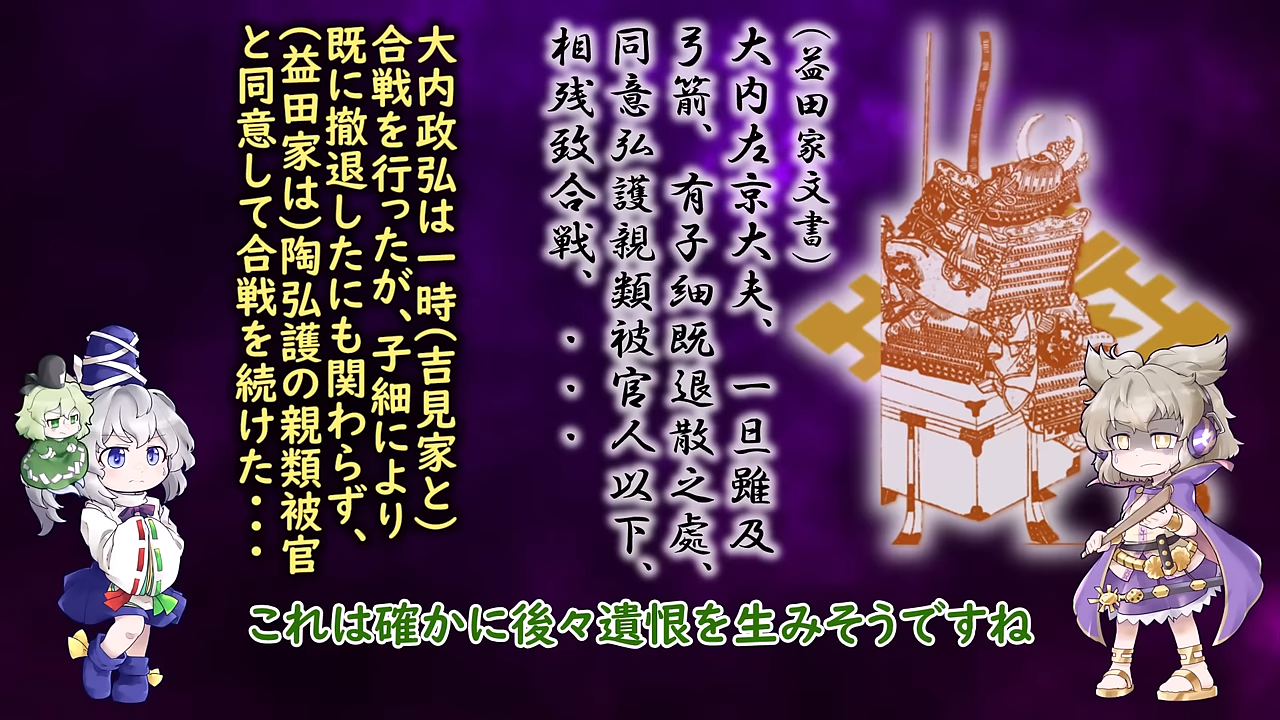 (益田家文書)
大内左京大夫、一旦雖及
弓箭、有子細既退散之處、
同意弘護親類被官人以下、
相残致合戦、・・・
大内政弘は一時(吉見家と)
合戦を行ったが、子細により
既に撤退したにも関わらず、
(益田家は)陶弘護の親類被官
と同意して合戦を続けた・・・
これは確かに後々遺恨を生みそうですね